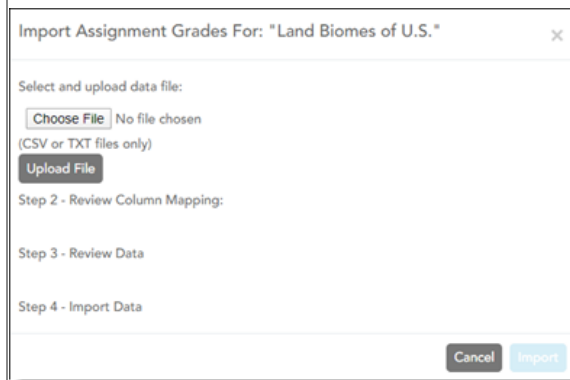 Import Assignment Grades For: "Land Biomes of U.S."
×
Select and upload data file:
Choose File No file chosen
(CSV or TXT files only)
Upload File
Step 2 - Review Column Mapping:
Step 3 - Review Data
Step 4 - Import Data
Cancel Import